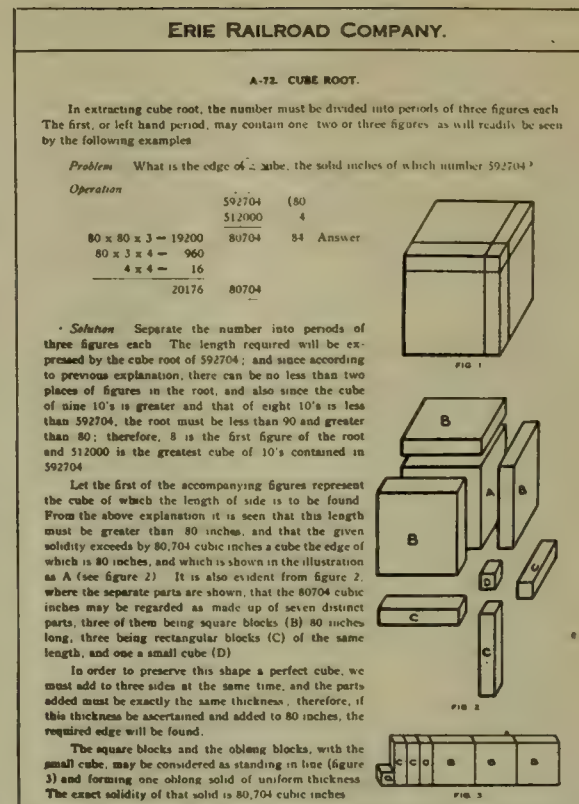 ERIE RAILROAD COMPANY.
A-72. CUBE ROOT.
In extracting cube root, the number must be divided into periods of three figures each
The first, or left hand period, may contain one two or three figures as will readily be seen
by the following examples
Problem What is the edge of a cube, the solid inches of which number 592704?
Operation
592704 (80
512000 4
80 x 80 x 3 = 19200 80704 84 Answer
80 x 3 x 4 = 960
4 x 4 = 16
20176 80704
Solution Separate the number into periods of
three figures each The length required will be ex-
pressed by the cube root of 592704; and since according
to previous explanation, there can be no less than two
places of figures in the root, and also since the cube
of nine 10's is greater and that of eight 10's is less
than 592704, the root must be less than 90 and greater
than 80; therefore, 8 is the first figure of the root
and 512000 is the greatest cube of 10's contained in
592704
Let the first of the accompanying figures represent
the cube of which the length of side is to be found
From the above explanation it is seen that this length
must be greater than 80 inches, and that the given
solidity exceeds by 80,704 cubic inches a cube the edge of
which is 80 inches, and which is shown in the illustration
as A (see figure 2) It is also evident from figure 2,
where the separate parts are shown, that the 80704 cubic
inches may be regarded as made up of seven distinct
parts, three of them being square blocks (B) 80 inches
long, three being rectangular blocks (C) of the same
length, and one a small cube (D)
In order to preserve this shape a perfect cube, we
must add to three sides at the same time, and the parts
added must be exactly the same thickness, therefore, if
this thickness be ascertained and added to 80 inches, the
required edge will be found.
The square blocks and the oblong blocks, with the
small cube, may be considered as standing in line (figure
3) and forming one oblong solid of uniform thickness
The exact solidity of that solid is 80,704 cubic inches
FIG 1
B
A
B
B
D
C
C
C
FIG 2
D
C C C B B B
FIG 3